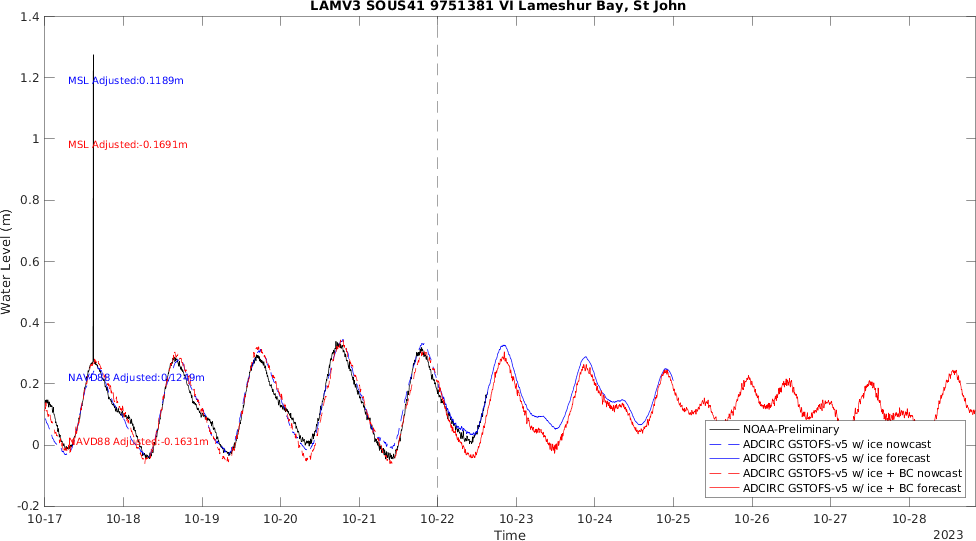 LAMV3 SOUS41 9751381 VI Lameshur Bay, St John
1.4
1.2
1
0.8
0.6
0.4
0.2
0
-0.2
Water Level (m)
MSL Adjusted:0.1189m
MSL Adjusted:-0.1691m
NAVD88 Adjusted:0.1249m
NAVD88 Adjusted:-0.1631m
NOAA-Preliminary
ADCIRC GSTOFS-v5 w/ ice nowcast
ADCIRC GSTOFS-v5 w/ ice forecast
ADCIRC GSTOFS-v5 w/ ice + BC nowcast
ADCIRC GSTOFS-v5 w/ ice + BC forecast
10-17 10-18 10-19 10-20 10-21 10-22 10-23 10-24 10-25 10-26 10-27 10-28
Time
2023